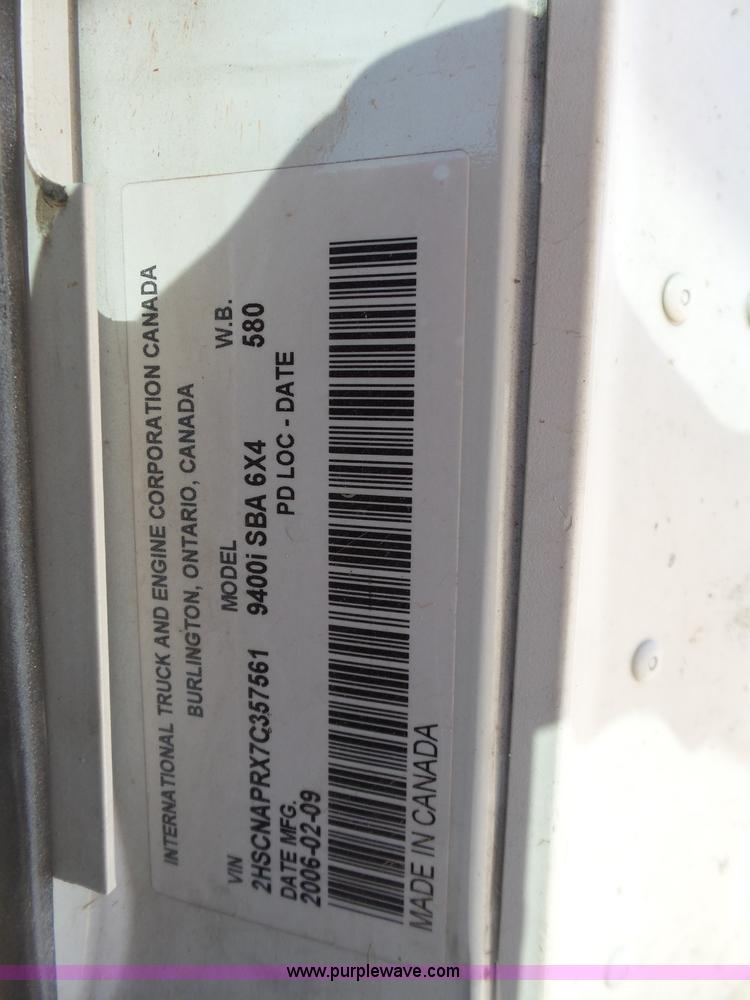 INTERNATIONAL TRUCK AND ENGINE CORPORATION CANADA
BURLINGTON, ONTARIO, CANADA
VIN MODEL W.B.
2HSCNAPRX7C357561 9400i SBA 6X4 580
DATE MFG. PD LOC - DATE
2006-02-09
MADE IN CANADA
www.purplewave.com